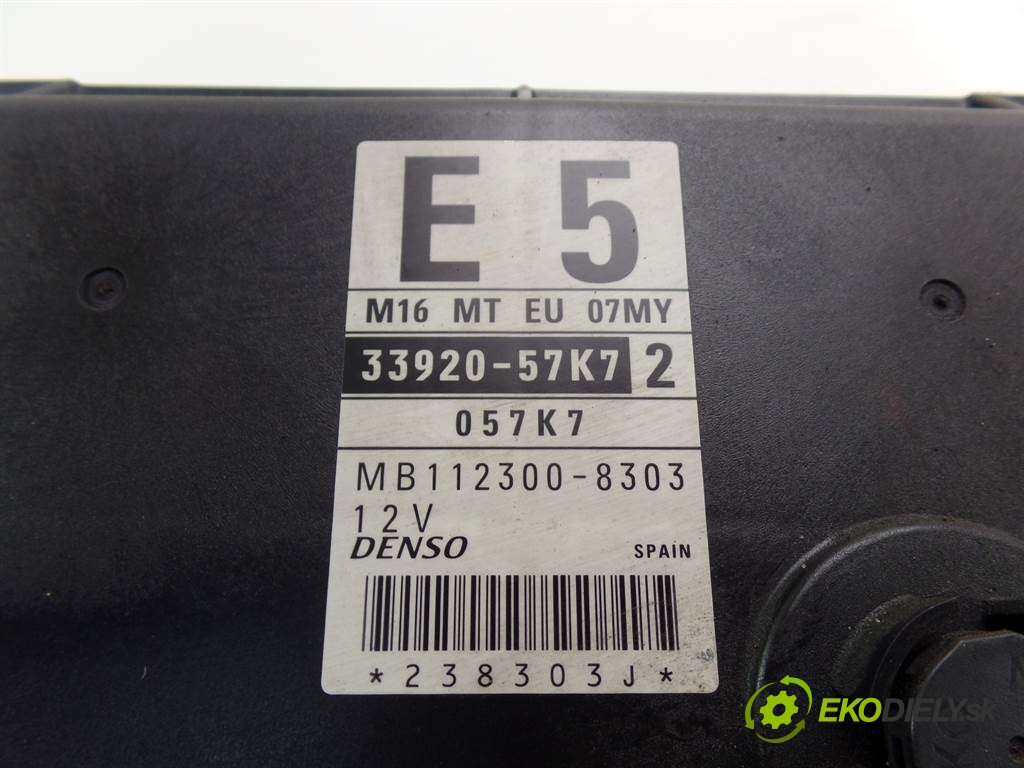 E 5
M16 MT EU 07MY
33920-57K7 2
057K7
MB112300-8303
12V
DENSO SPAIN
*238303J*
EKODIELY.sk